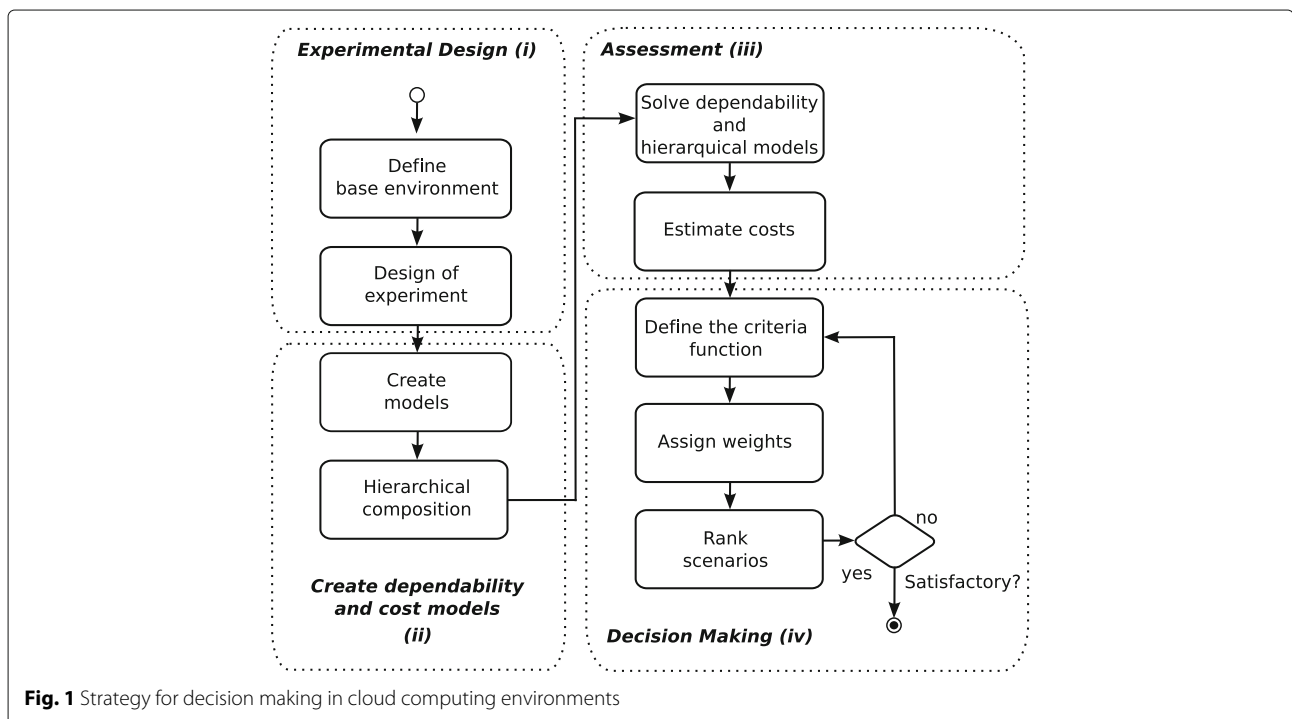 Experimental Design (i)
Define
base environment
Design of
experiment
Create
models
Hierarchical
composition
Create dependability
and cost models
(ii)
Assessment (iii)
Solve dependability
and
hierarquical models
Estimate costs
Define the criteria
function
Assign weights
Rank
scenarios
no
yes
Satisfactory?
Decision Making (iv)
Fig. 1 Strategy for decision making in cloud computing environments